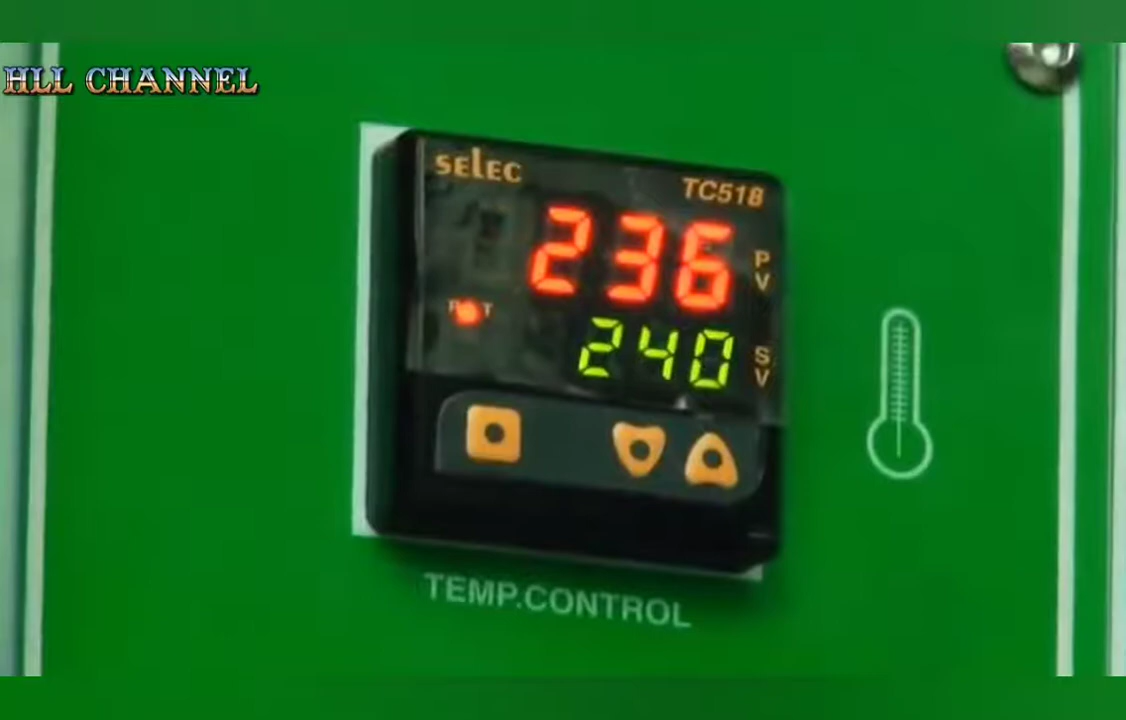 HLL CHANNEL
selec
TC518
236
PV
240
SV
TEMP.CONTROL